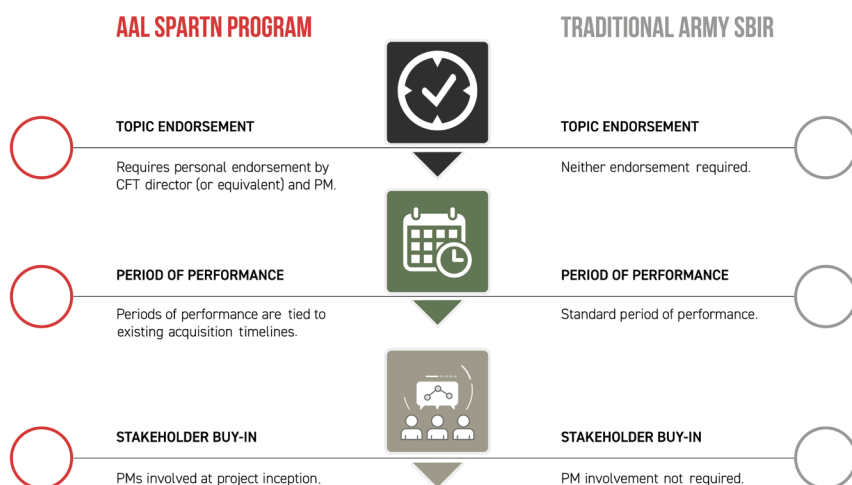 AAL SPARTN PROGRAM
TRADITIONAL ARMY SBIR
TOPIC ENDORSEMENT
Requires personal endorsement by
CFT director (or equivalent) and PM.
TOPIC ENDORSEMENT
Neither endorsement required.
PERIOD OF PERFORMANCE
Periods of performance are tied to
existing acquisition timelines.
PERIOD OF PERFORMANCE
Standard period of performance.
STAKEHOLDER BUY-IN
PMs involved at project inception.
STAKEHOLDER BUY-IN
PM involvement not required.